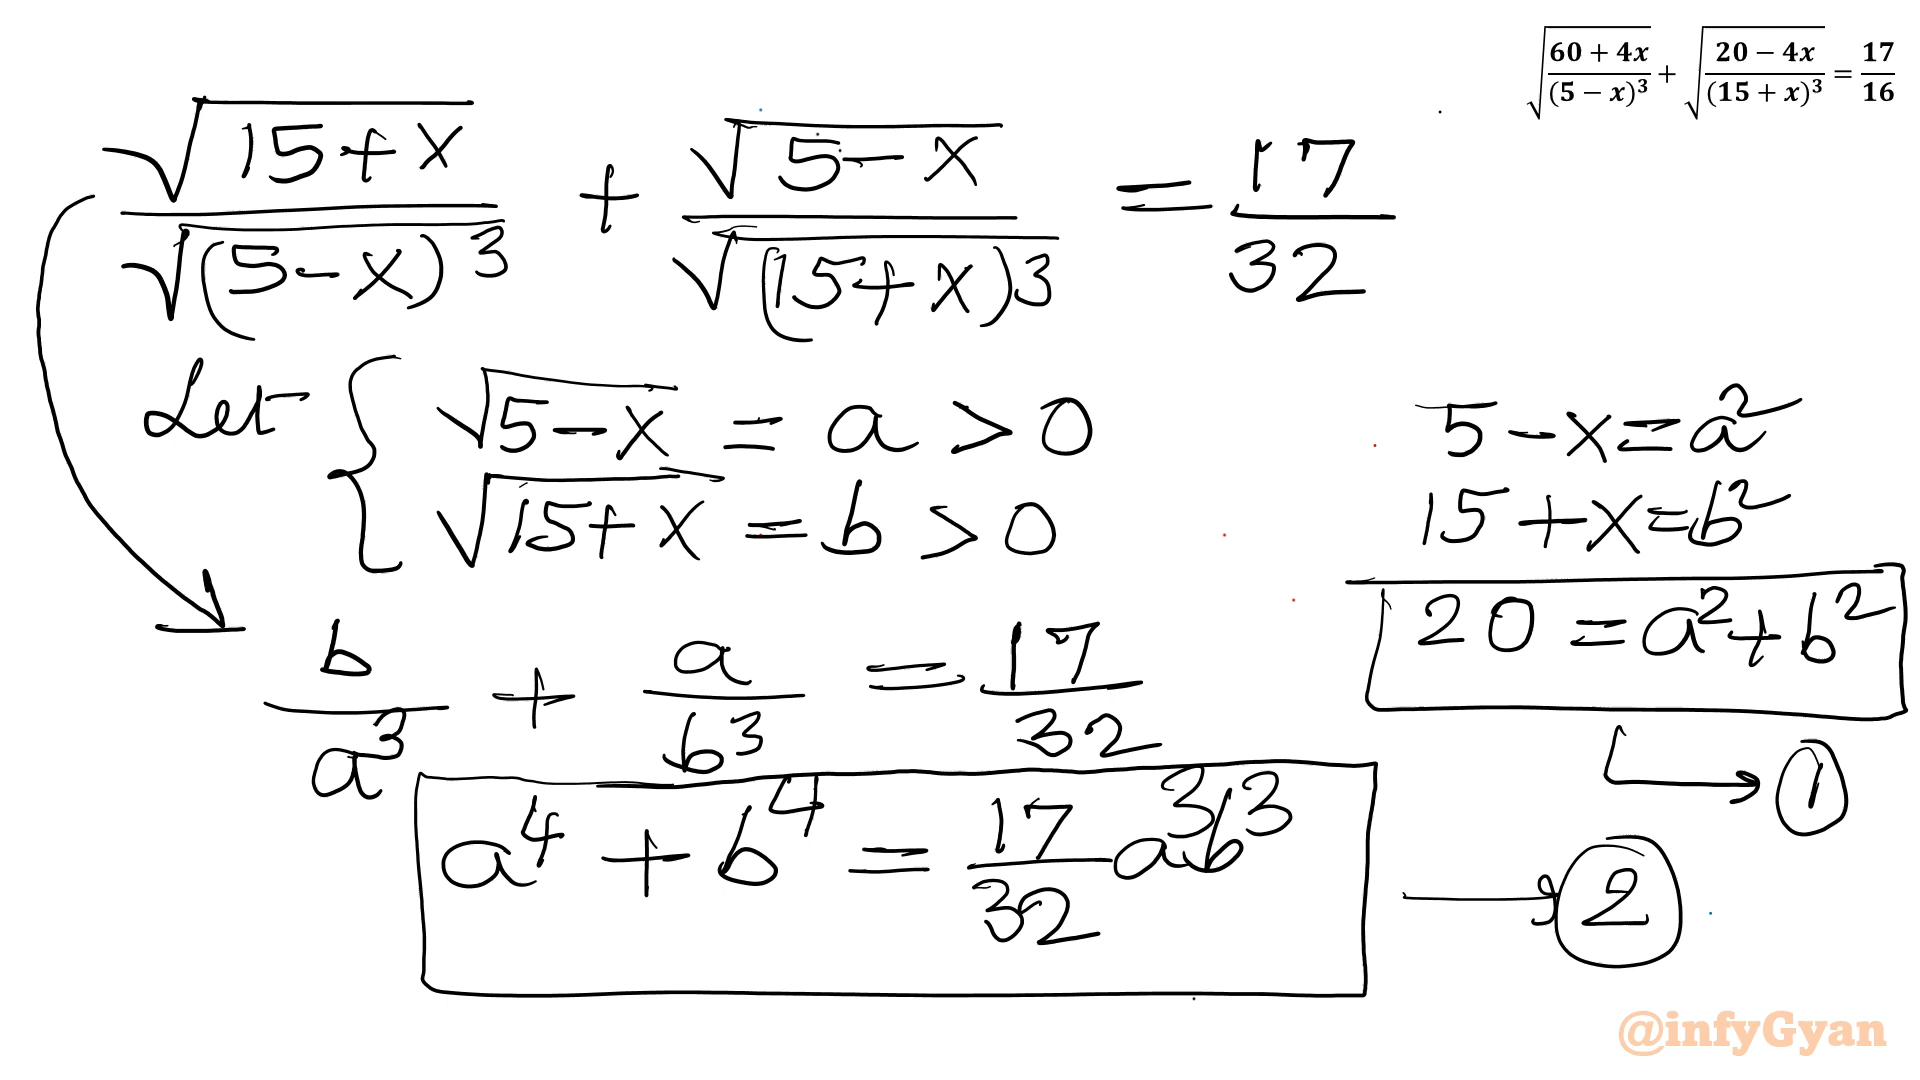 √((60 + 4x)/(5 − x)³) + √((20 − 4x)/(15 + x)³) = 17/16
√(15+x)/√((5−x)³) + √(5−x)/√((15+x)³) = 17/32
Let { √(5−x) = a > 0
√(15+x) = b > 0
5−x=a²
15+x=b²
20 = a²+b²
①
b/a³ + a/b³ = 17/32
a⁴ + b⁴ = 17/32 a³b³
②
@infyGyan